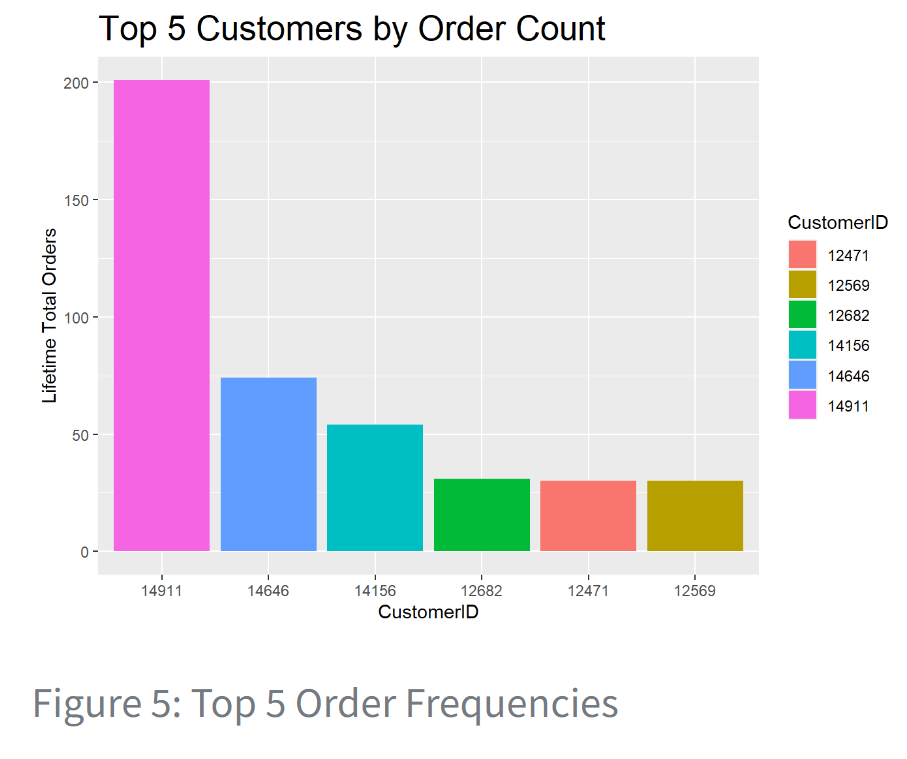 Top 5 Customers by Order Count
200
150
100
50
0
Lifetime Total Orders
14911 14646 14156 12682 12471 12569
CustomerID
CustomerID
12471
12569
12682
14156
14646
14911
Figure 5: Top 5 Order Frequencies